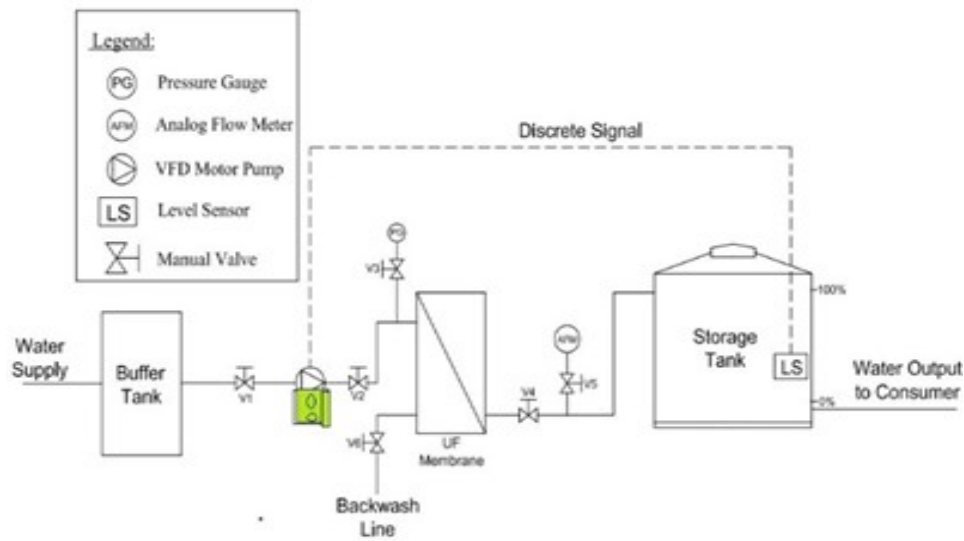 Legend:
PG Pressure Gauge
AFM Analog Flow Meter
VFD Motor Pump
LS Level Sensor
Manual Valve
Discrete Signal
PG
V3
Water
Supply
Buffer
Tank
V1
V2
V6
UF
Membrane
Backwash
Line
AFM
V5
V4
Storage
Tank
100%
LS
0%
Water Output
to Consumer